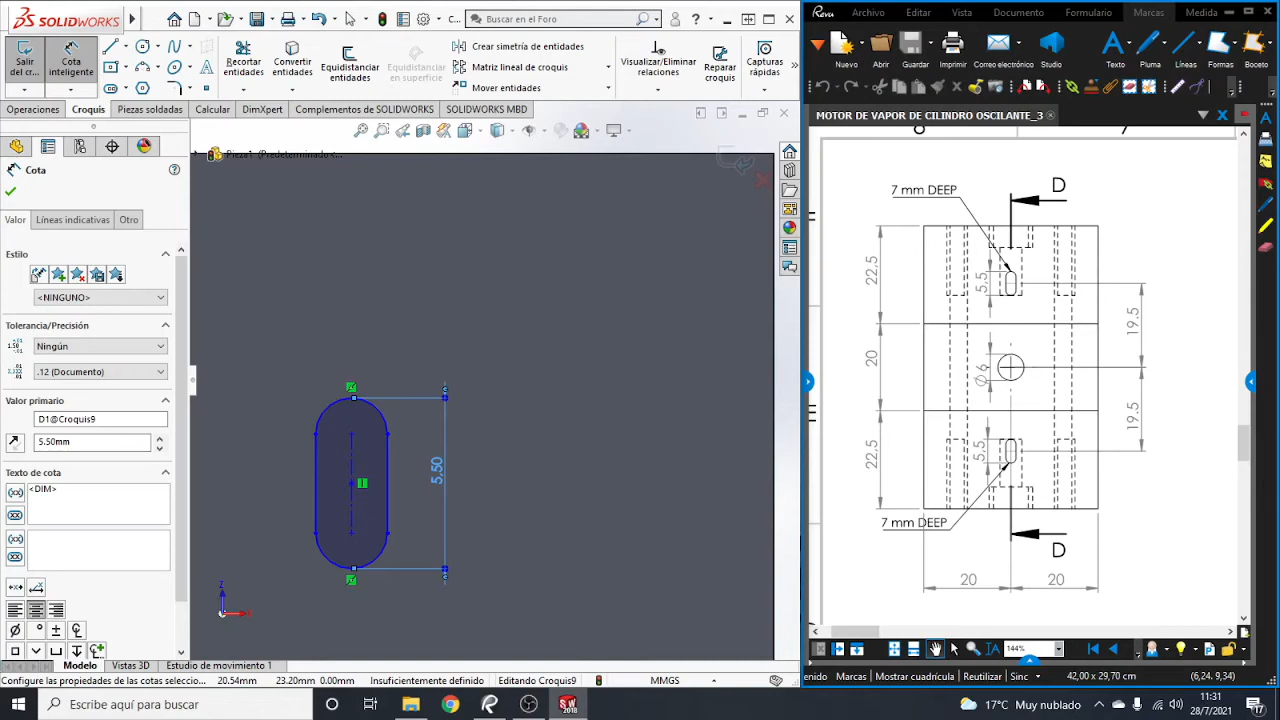 SOLIDWORKS
Buscar en el Foro
?
Salir del cr...
Cota inteligente
Recortar entidades
Convertir entidades
Equidistanciar entidades
Equidistanciar en superficie
Crear simetría de entidades
Matriz lineal de croquis
Mover entidades
Visualizar/Eliminar relaciones
Reparar croquis
Capturas rápidas
Operaciones
Croquis
Piezas soldadas
Calcular
DimXpert
Complementos de SOLIDWORKS
SOLIDWORKS MBD
Pieza1 (Predeterminado <...
Cota
Valor
Líneas indicativas
Otro
Estilo
<NINGUNO>
Tolerancia/Precisión
Ningún
.12 (Documento)
Valor primario
D1@Croquis9
5.50mm
Texto de cota
<DIM>
5,50
Z
Modelo
Vistas 3D
Estudio de movimiento 1
Configure las propiedades de las cotas selecc...
20.54mm
23.20mm 0.00mm
Insuficientemente definido
Editando Croquis9
MMGS
Revu
Archivo
Editar
Vista
Documento
Formulario
Marcas
Medida
Nuevo
Abrir
Guardar
Imprimir
Correo electrónico
Studio
Texto
Pluma
Líneas
Formas
Boceto
MOTOR DE VAPOR DE CILINDRO OSCILANTE_3
7 mm DEEP
D
22,5
5,5
19.5
20
Ø6
19.5
22,5
5,5
7 mm DEEP
D
20
20
144%
enido
Marcas
Mostrar cuadrícula
Reutilizar
Sinc
42,00 x 29,70 cm
(6,24. 9,34)
Escribe aquí para buscar
SW 2018
17°C Muy nublado
11:31
28/7/2021
17